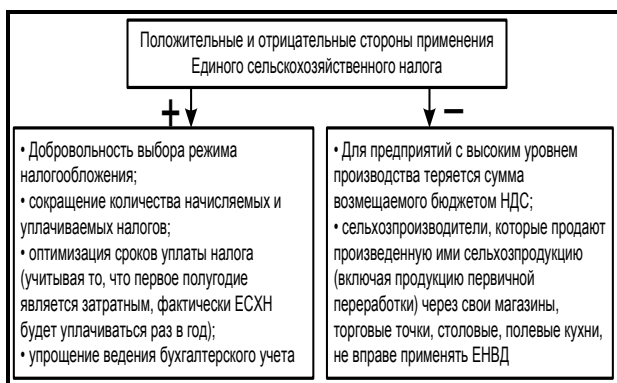 Положительные и отрицательные стороны применения
Единого сельскохозяйственного налога
+
−
• Добровольность выбора режима
налогообложения;
• сокращение количества начисляемых и
уплачиваемых налогов;
• оптимизация сроков уплаты налога
(учитывая то, что первое полугодие
является затратным, фактически ЕСХН
будет уплачиваться раз в год);
• упрощение ведения бухгалтерского учета
• Для предприятий с высоким уровнем
производства теряется сумма
возмещаемого бюджетом НДС;
• сельхозпроизводители, которые продают
произведенную ими сельхозпродукцию
(включая продукцию первичной
переработки) через свои магазины,
торговые точки, столовые, полевые кухни,
не вправе применять ЕНВД